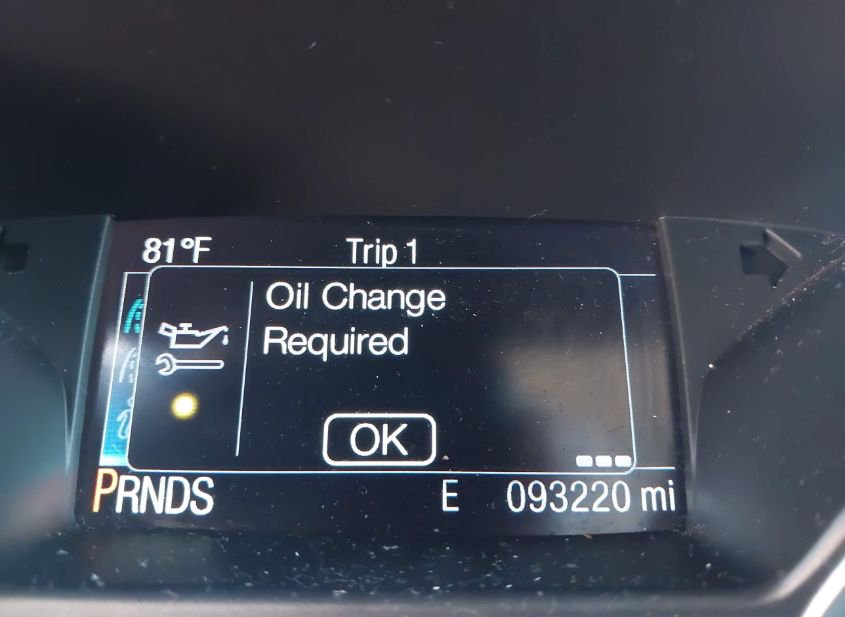 81°F Trip 1
Oil Change
Required
OK
PRNDS E 093220 mi